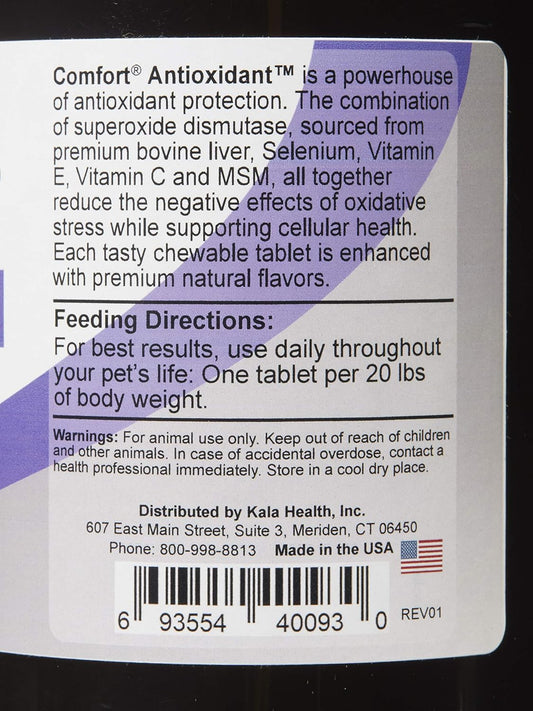 Comfort® Antioxidant™ is a powerhouse
of antioxidant protection. The combination
of superoxide dismutase, sourced from
premium bovine liver, Selenium, Vitamin
E, Vitamin C and MSM, all together
reduce the negative effects of oxidative
stress while supporting cellular health.
Each tasty chewable tablet is enhanced
with premium natural flavors.
Feeding Directions:
For best results, use daily throughout
your pet's life: One tablet per 20 lbs
of body weight.
Warnings: For animal use only. Keep out of reach of children
and other animals. In case of accidental overdose, contact a
health professional immediately. Store in a cool dry place.
Distributed by Kala Health, Inc.
607 East Main Street, Suite 3, Meriden, CT 06450
Phone: 800-998-8813 Made in the USA
6 93554 40093 0 REV01